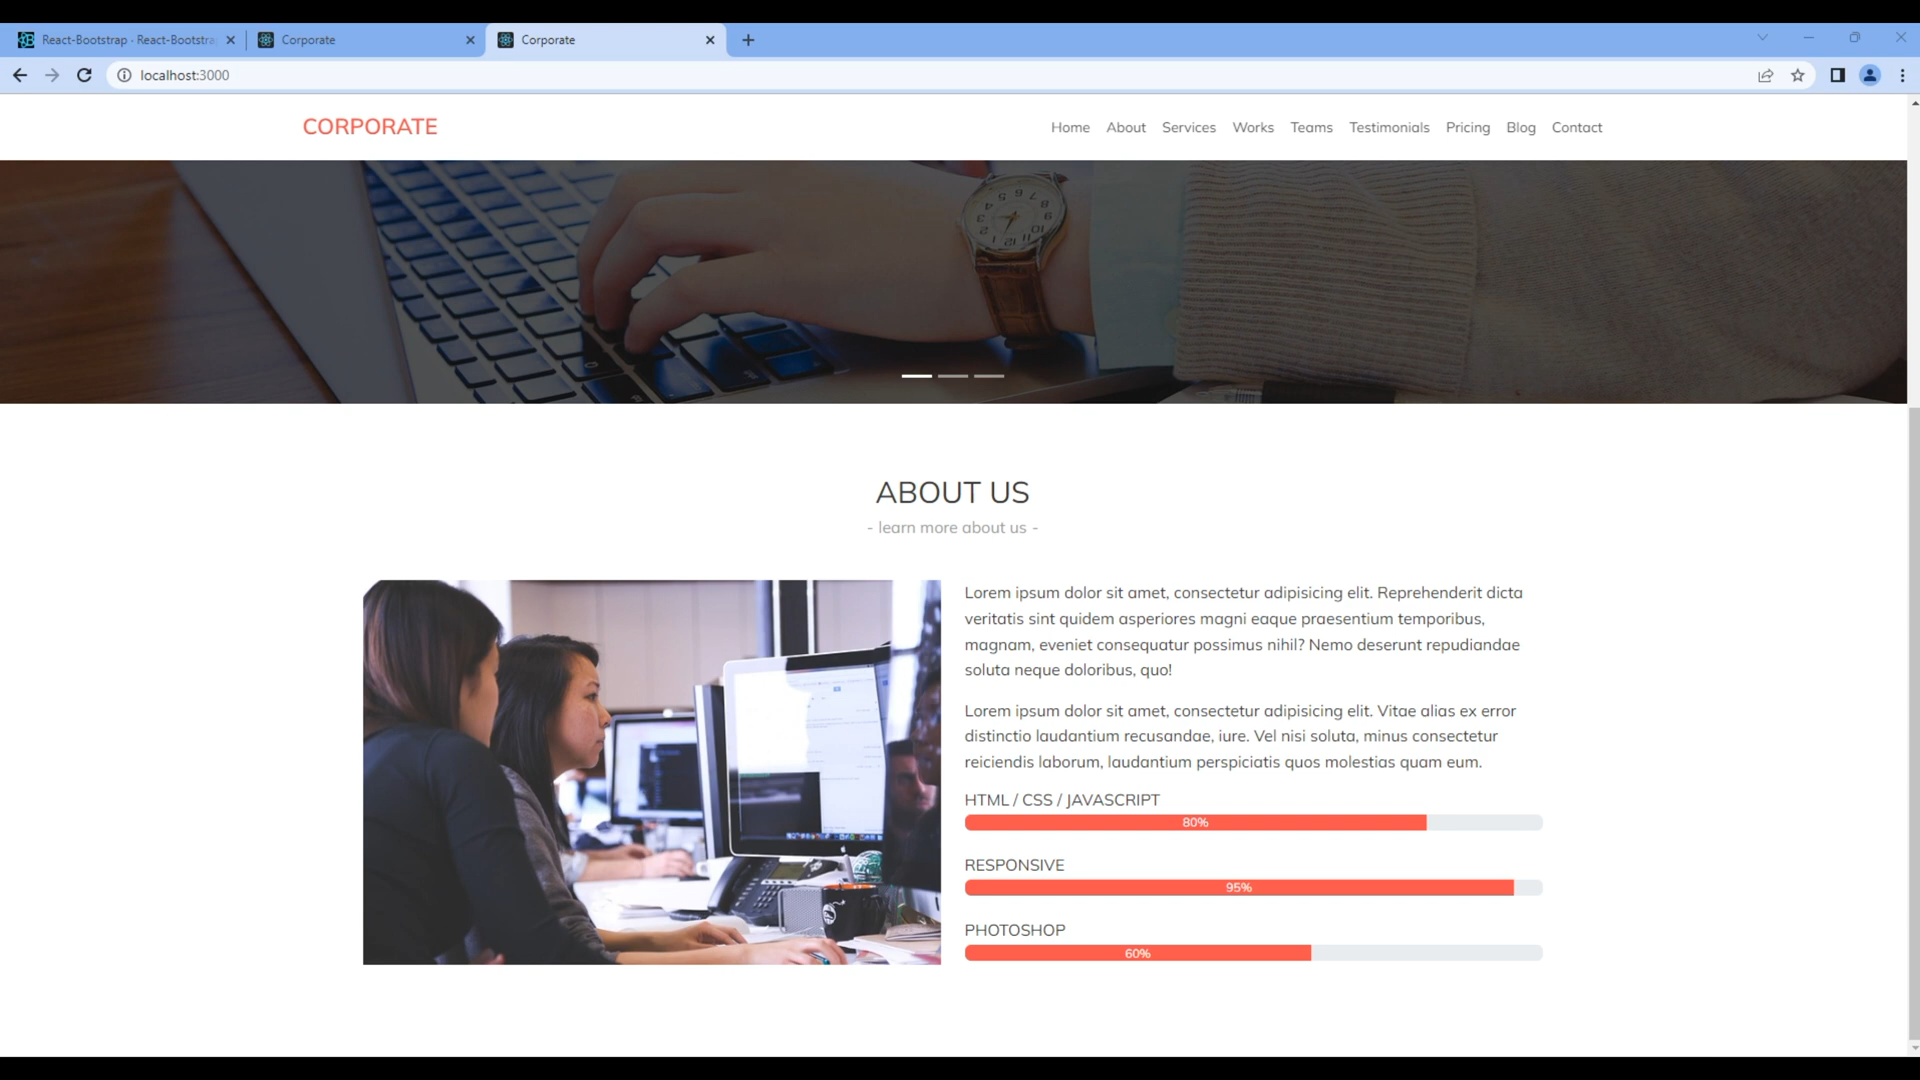 React-Bootstrap · React-Bootstra
Corporate
Corporate
localhost:3000
CORPORATE
Home About Services Works Teams Testimonials Pricing Blog Contact
ABOUT US
- learn more about us -
Lorem ipsum dolor sit amet, consectetur adipisicing elit. Reprehenderit dicta
veritatis sint quidem asperiores magni eaque praesentium temporibus,
magnam, eveniet consequatur possimus nihil? Nemo deserunt repudiandae
soluta neque doloribus, quo!
Lorem ipsum dolor sit amet, consectetur adipisicing elit. Vitae alias ex error
distinctio laudantium recusandae, iure. Vel nisi soluta, minus consectetur
reiciendis laborum, laudantium perspiciatis quos molestias quam eum.
HTML / CSS / JAVASCRIPT
80%
RESPONSIVE
95%
PHOTOSHOP
60%